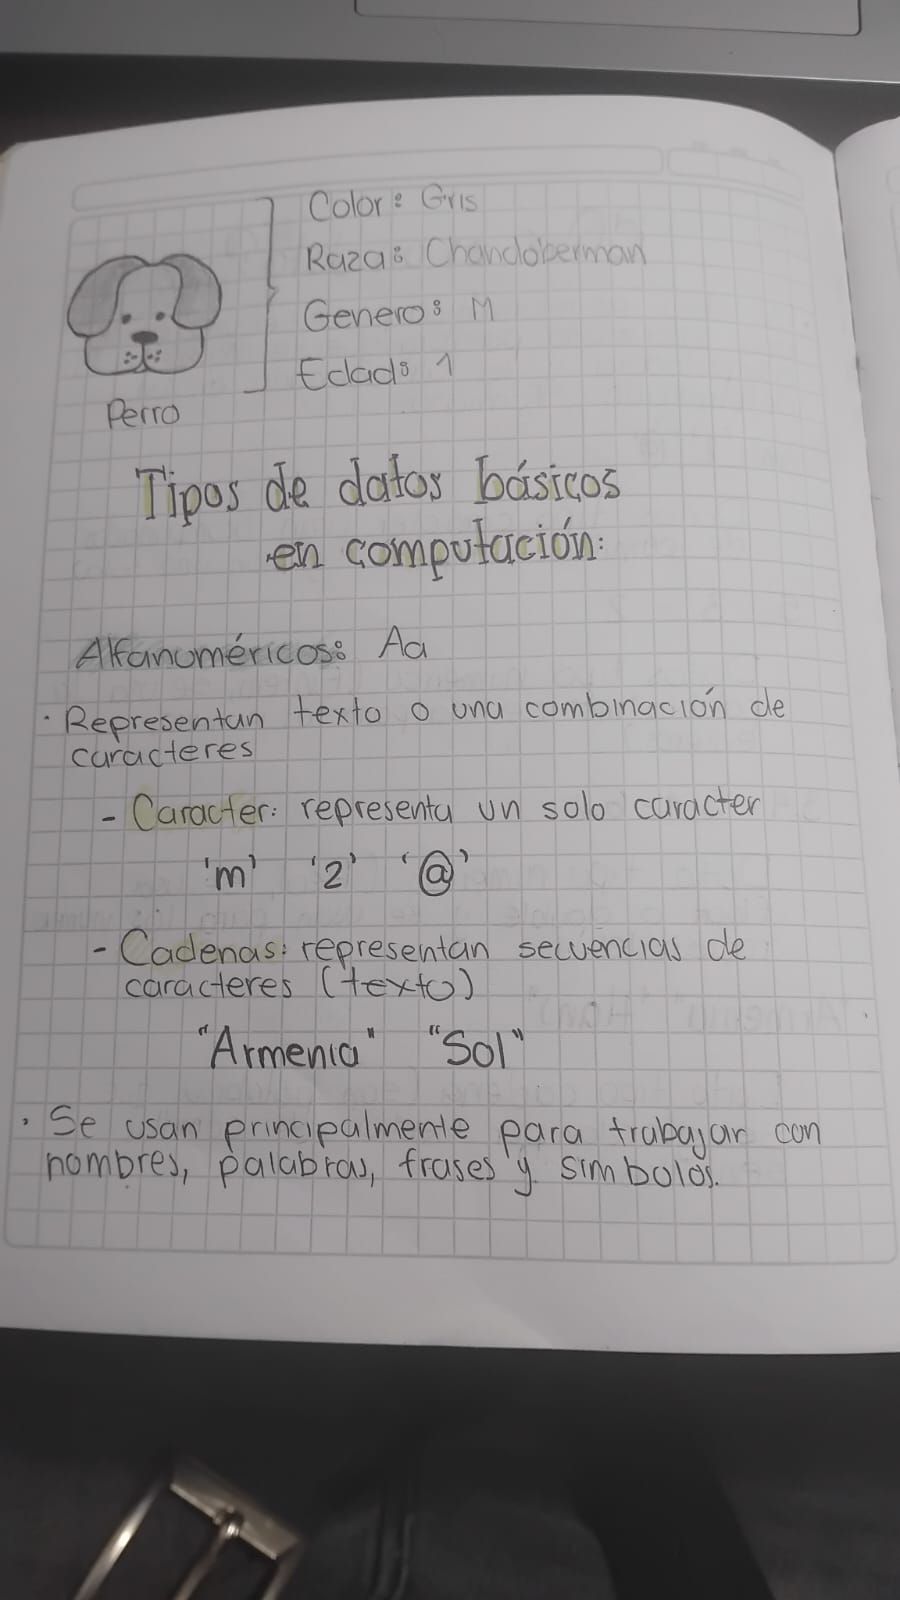 Color: Gris
Raza: Chandoberman
Genero: M
Edad: 1
Perro
Tipos de datos básicos
en computación:
Alfanuméricos: Aa
· Representan texto o una combinación de
caracteres
- Caracter: representa un solo caracter
'm' '2' '@'
- Cadenas: representan secuencias de
caracteres (texto)
"Armenia" "Sol"
· Se usan principalmente para trabajar con
nombres, palabras, frases y simbolos.